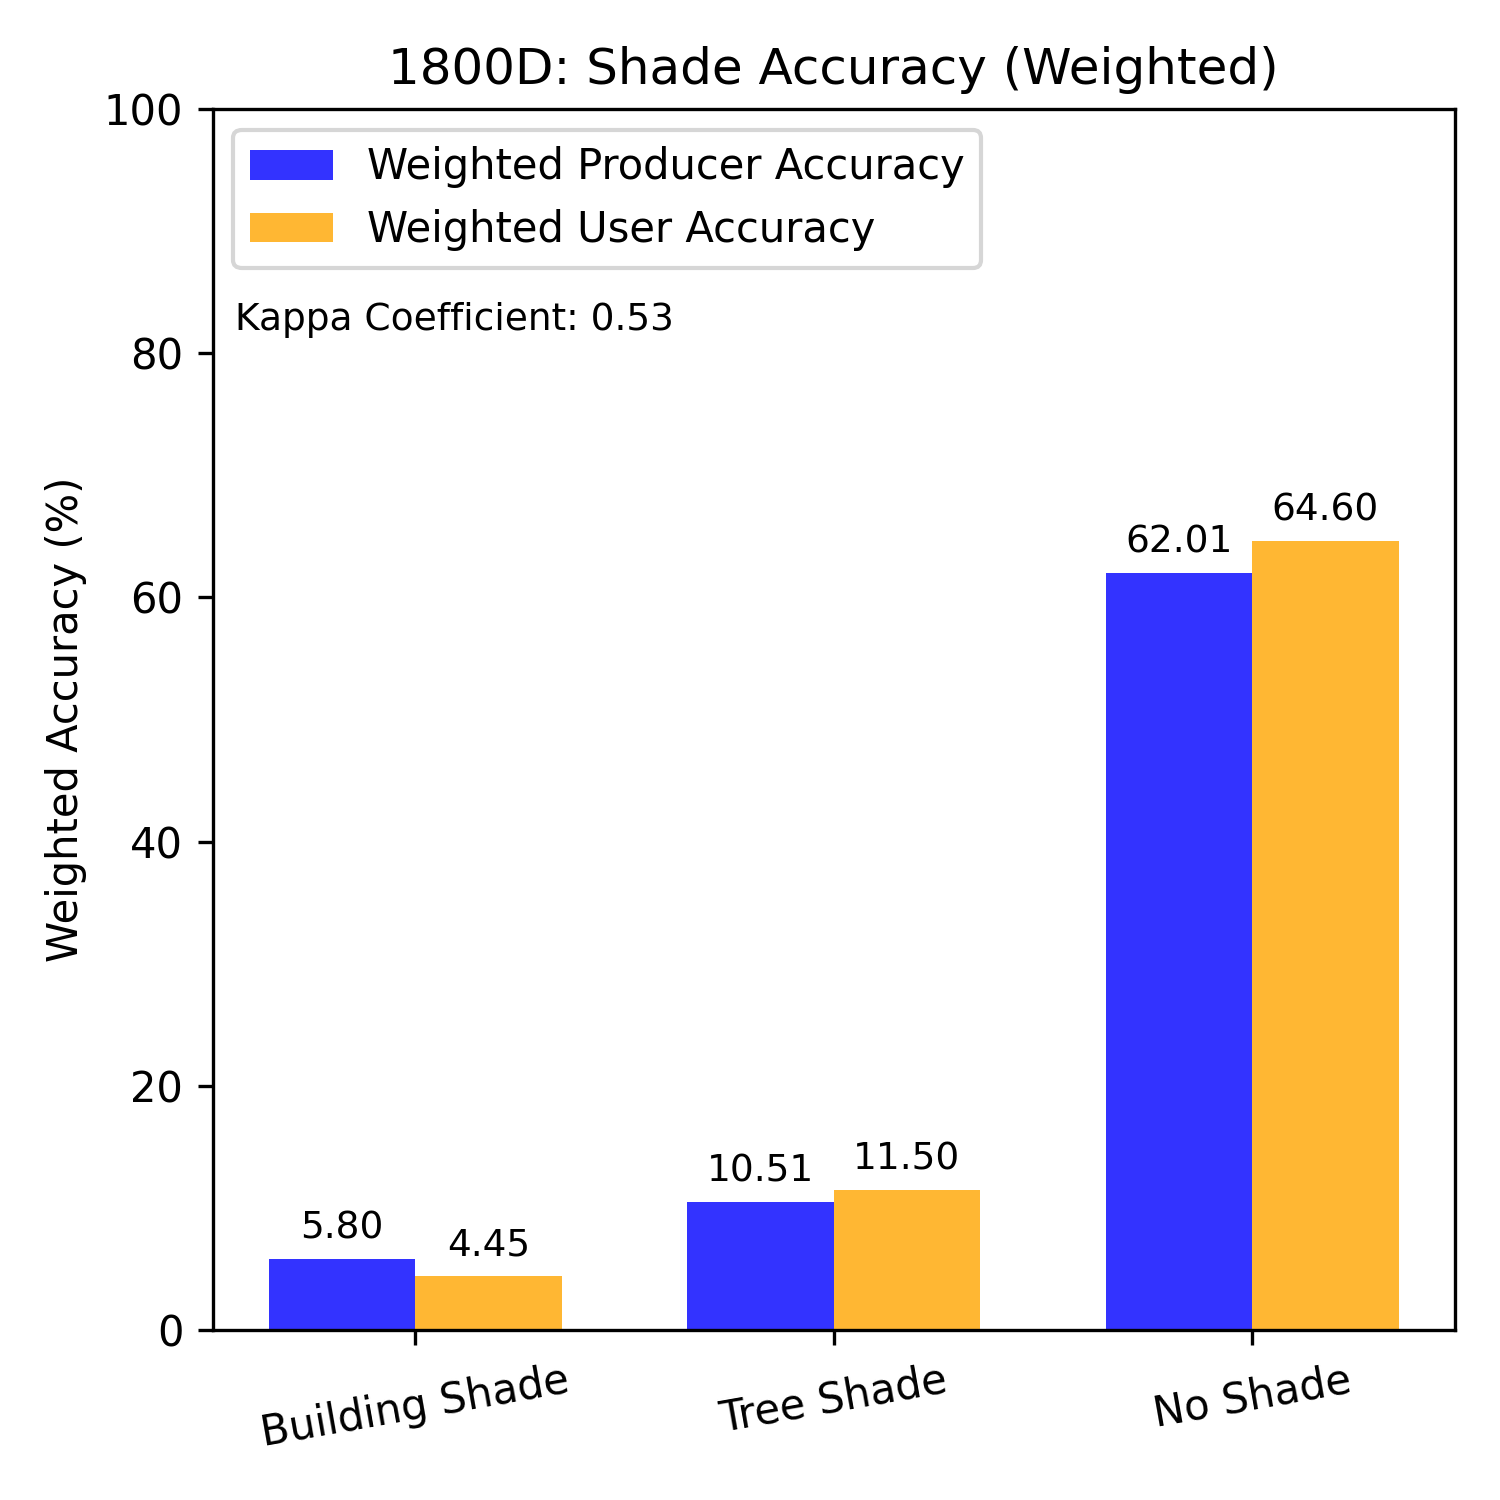 1800D: Shade Accuracy (Weighted)
Weighted Producer Accuracy
Weighted User Accuracy
Kappa Coefficient: 0.53
Weighted Accuracy (%)
100
80
60
40
20
0
5.80
4.45
10.51
11.50
62.01
64.60
Building Shade
Tree Shade
No Shade